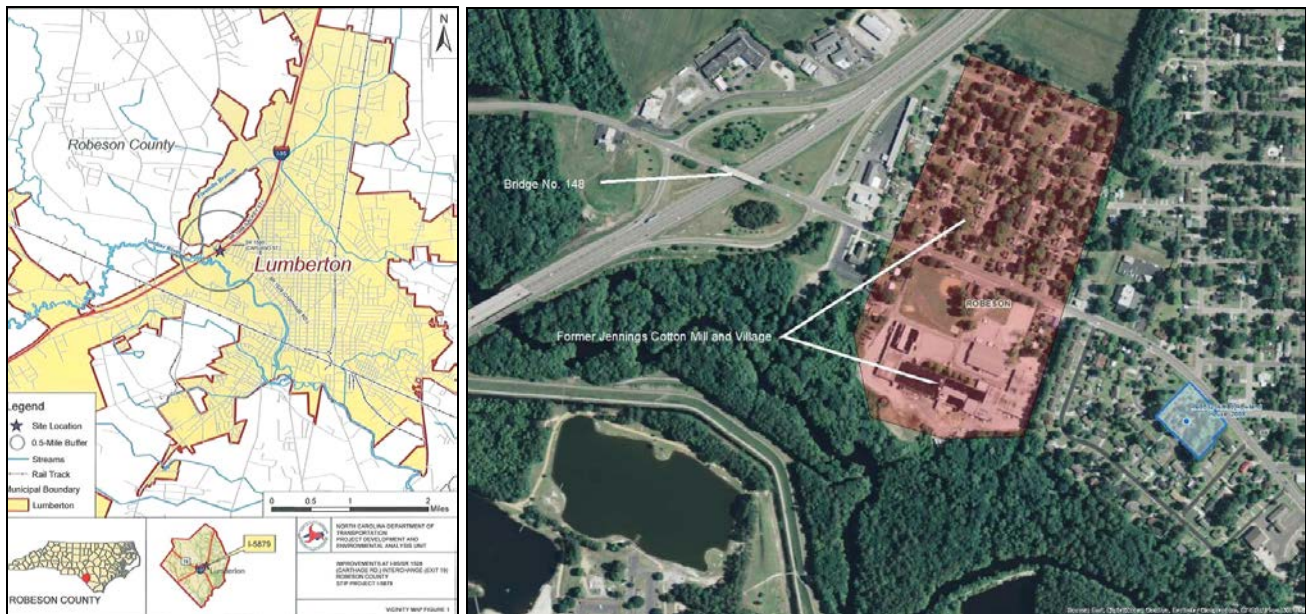 N
Robeson County
I-95
Lumberton
Legend
Site Location
0.5-Mile Buffer
Streams
Rail Track
Municipal Boundary
Lumberton
0 0.5 1 2
Miles
I-5879
Lumberton
ROBESON COUNTY
NORTH CAROLINA DEPARTMENT OF
TRANSPORTATION
PROJECT DEVELOPMENT AND
ENVIRONMENTAL ANALYSIS UNIT
IMPROVEMENTS AT I-95/SR 1536
(CARTHAGE RD.) INTERCHANGE (EXIT 19)
ROBESON COUNTY
STIP PROJECT I-5879
VICINITY MAP FIGURE 1
Bridge No. 148
ROBESON
Former Jennings Cotton Mill and Village